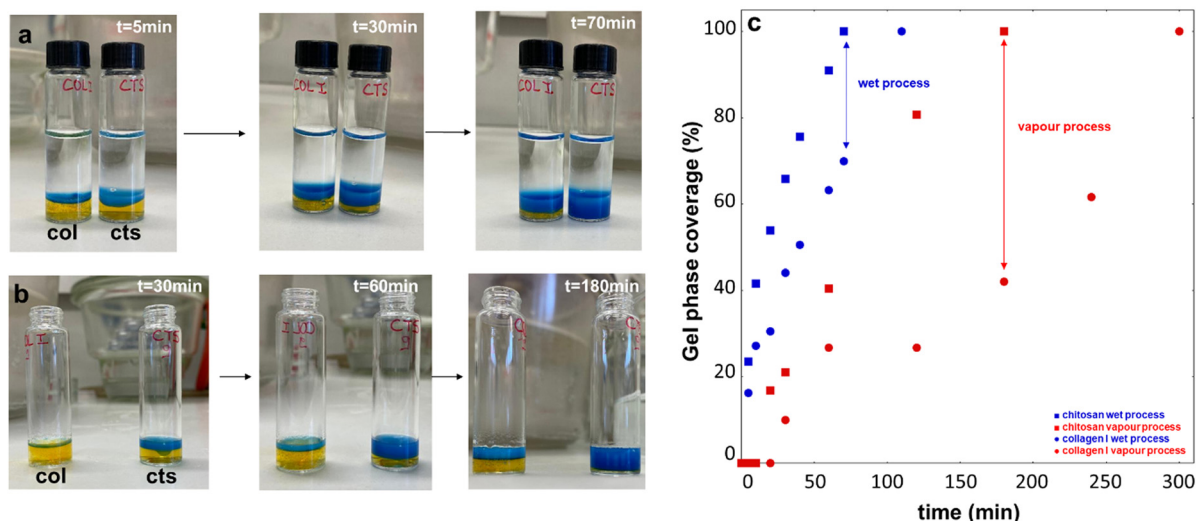 a
t=5min
t=30min
t=70min
COL I
CTS
COL I
CTS
COL I
CTS
col
cts
b
t=30min
t=60min
t=180min
CTS
CTS
col
cts
c
Gel phase coverage (%)
100
80
60
40
20
0
wet process
vapour process
chitosan wet process
chitosan vapour process
collagen I wet process
collagen I vapour process
0 50 100 150 200 250 300
time (min)